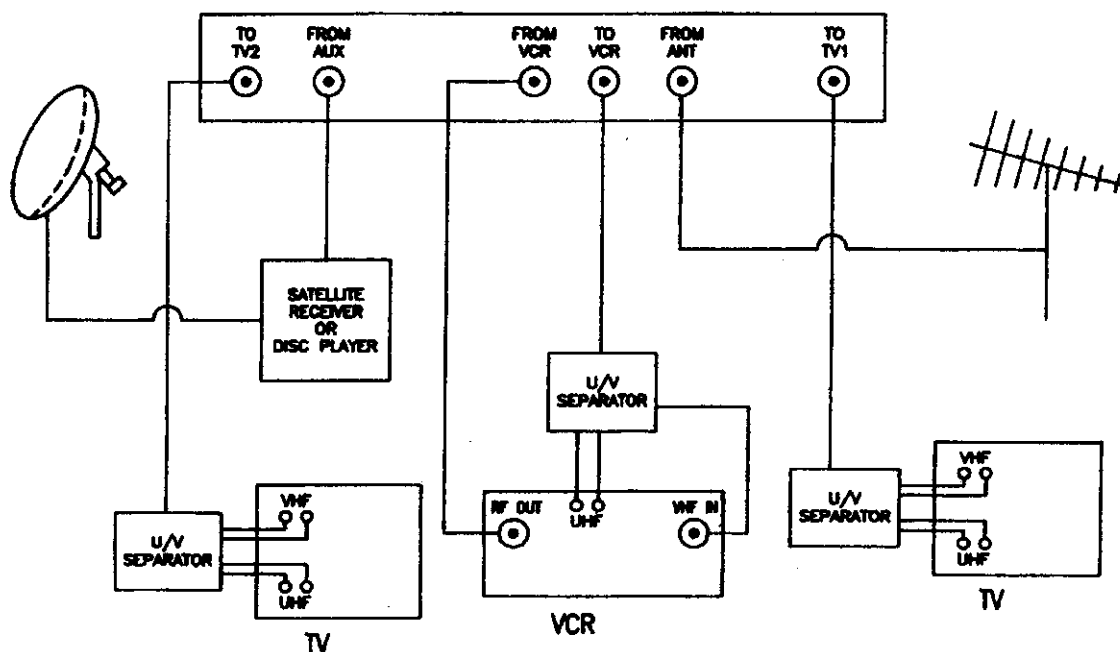 TO
TV2
FROM
AUX
FROM
VCR
TO
VCR
FROM
ANT
TO
TV1
SATELLITE
RECEIVER
OR
DISC PLAYER
U/V
SEPARATOR
VHF
U/V
SEPARATOR
UHF
TV
RF OUT
UHF
VHF IN
VCR
U/V
SEPARATOR
VHF
UHF
TV